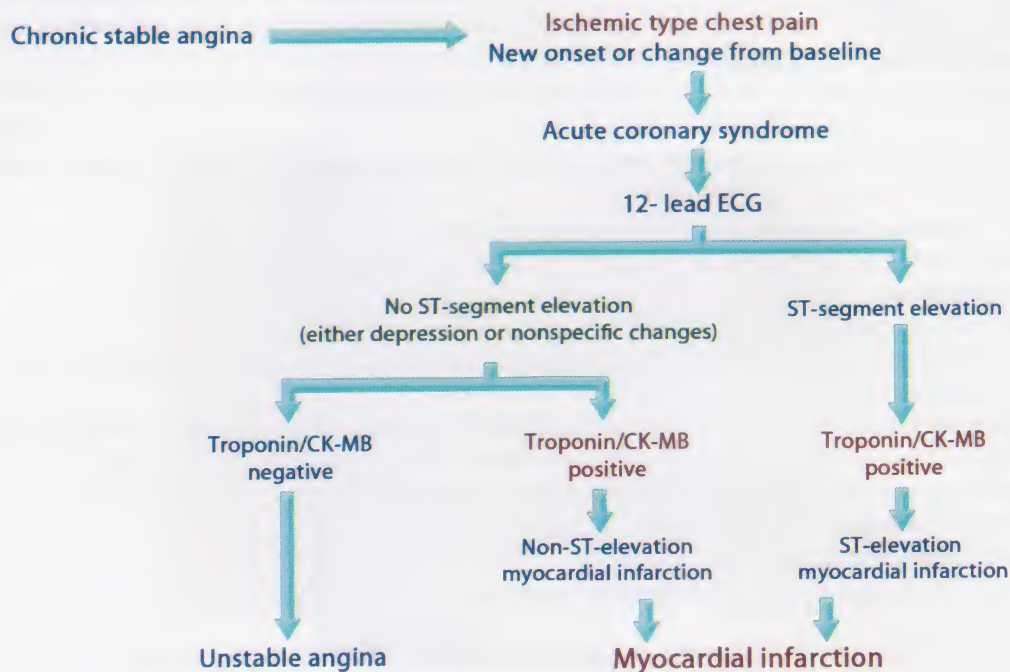 Chronic stable angina
Ischemic type chest pain
New onset or change from baseline
Acute coronary syndrome
12- lead ECG
No ST-segment elevation
(either depression or nonspecific changes)
ST-segment elevation
Troponin/CK-MB
negative
Troponin/CK-MB
positive
Troponin/CK-MB
positive
Non-ST-elevation
myocardial infarction
ST-elevation
myocardial infarction
Unstable angina
Myocardial infarction